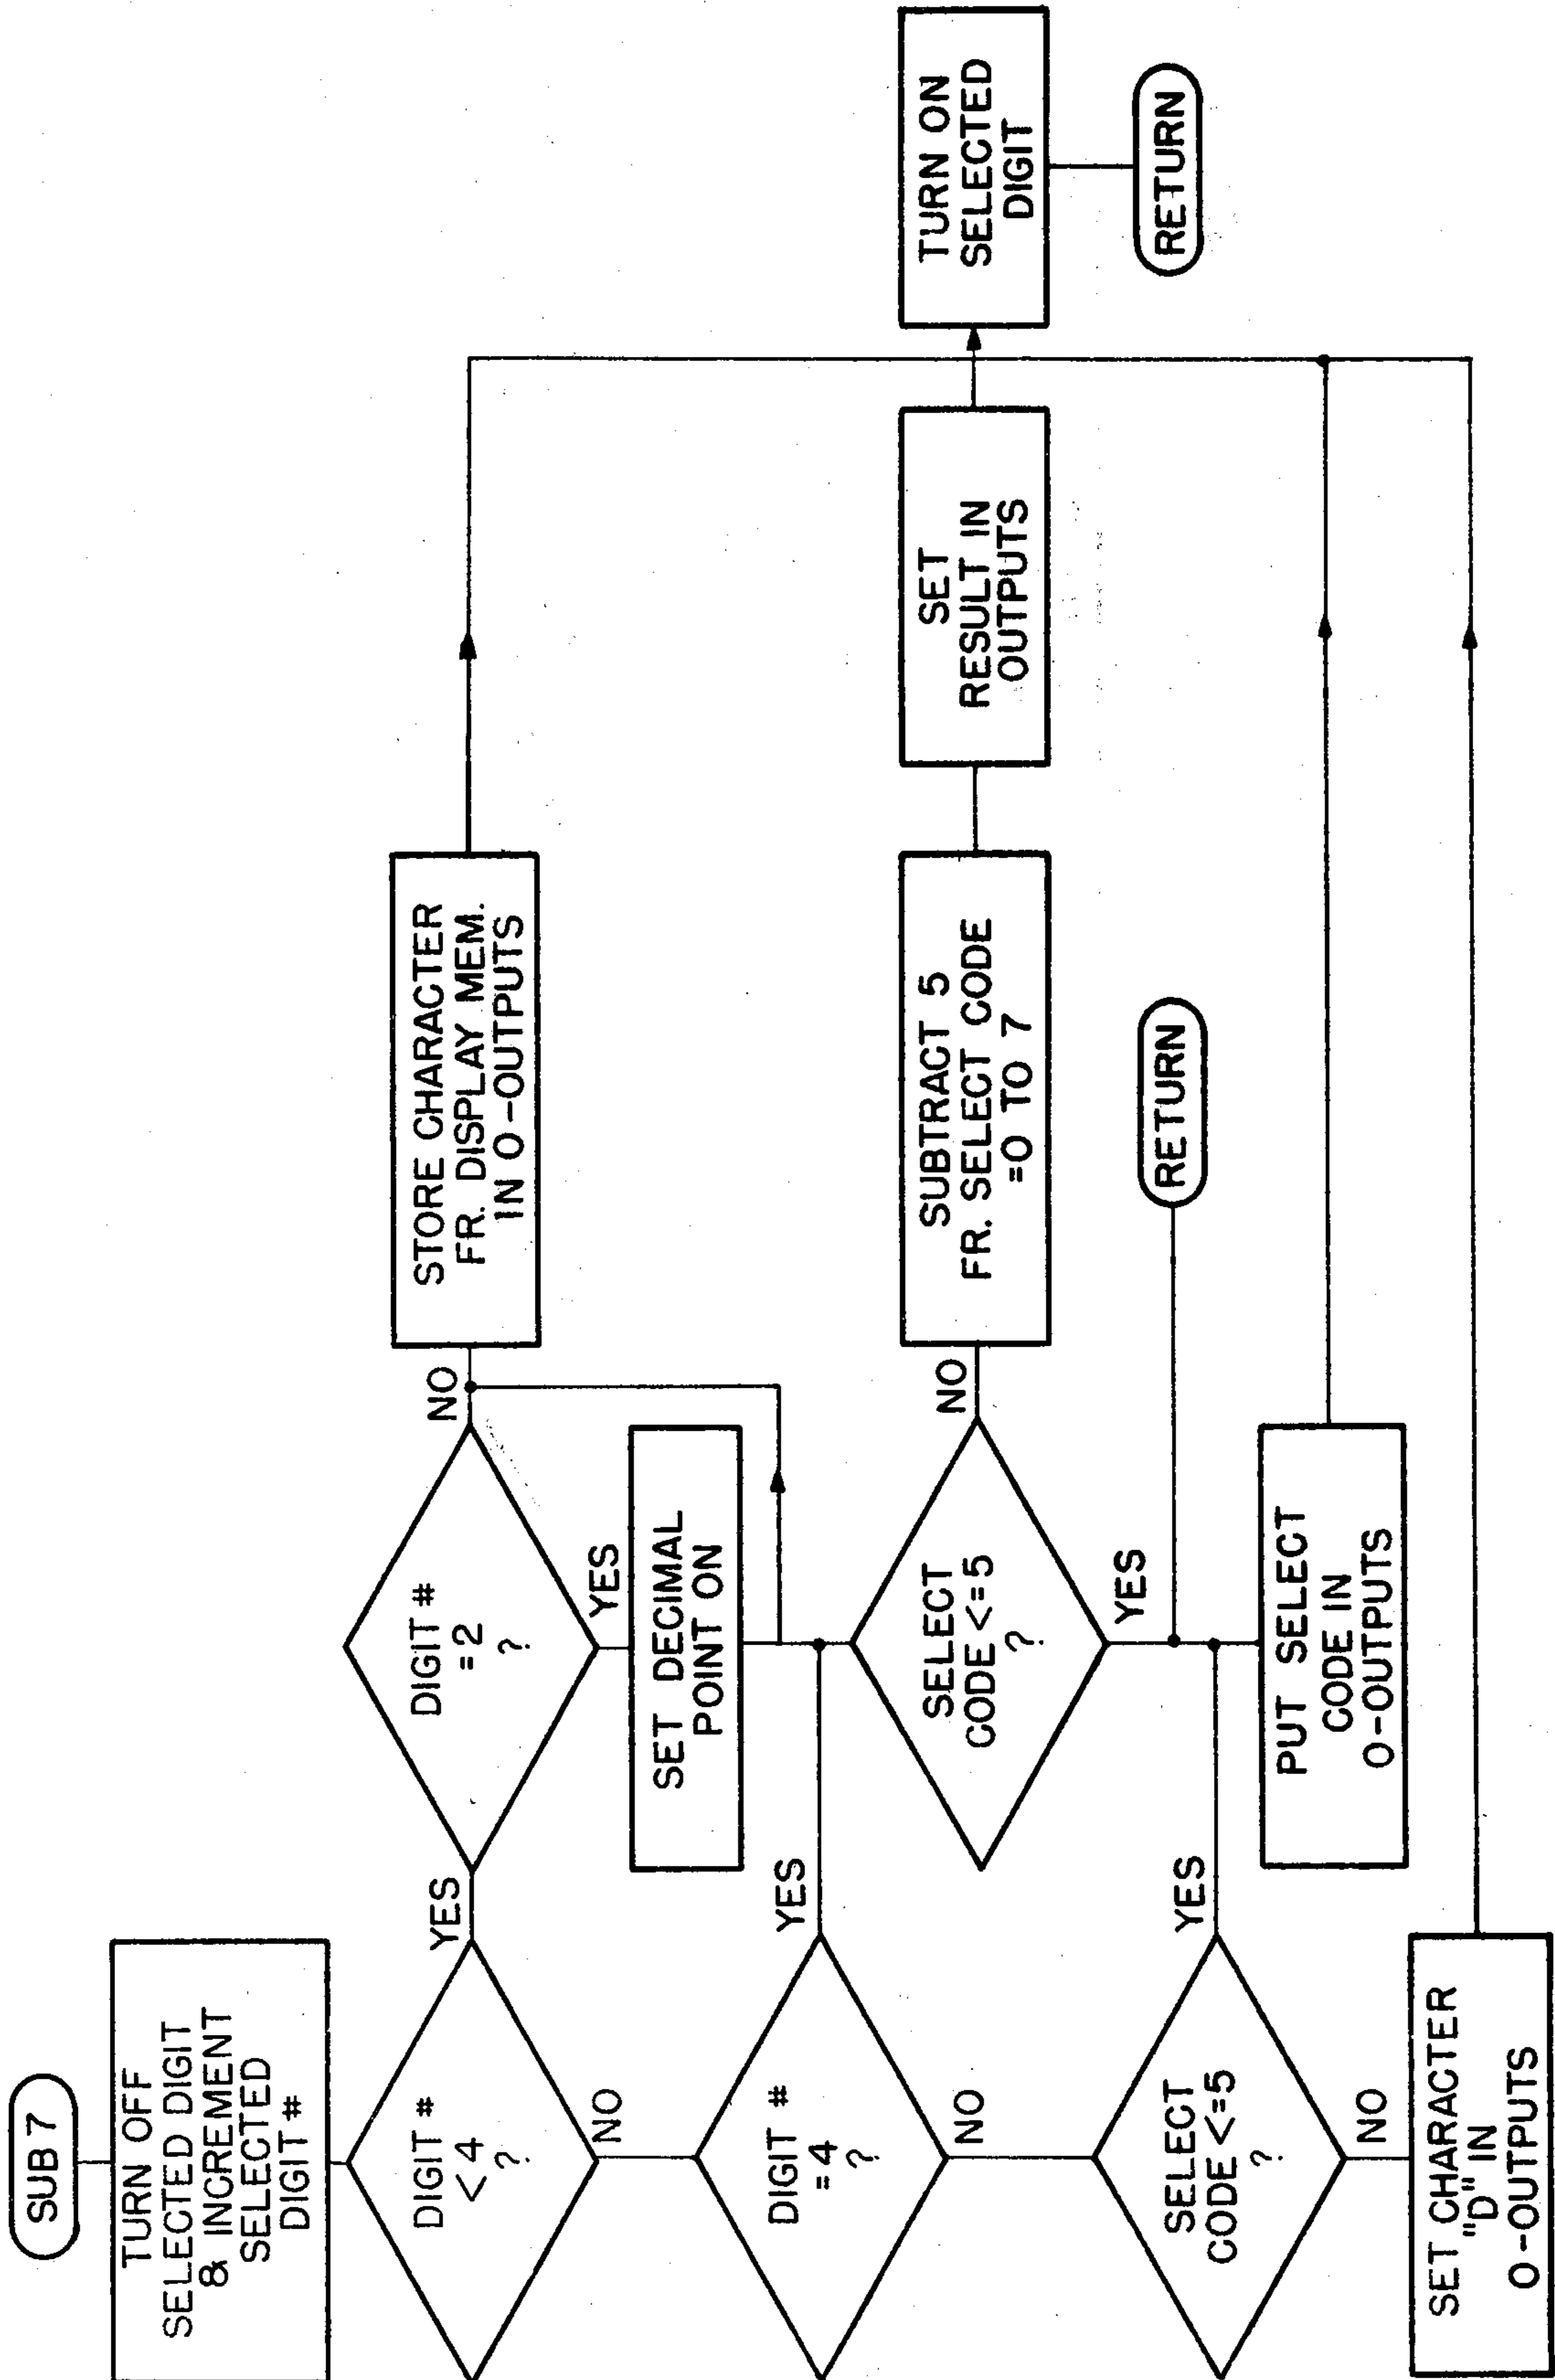 SUB 7
TURN OFF
SELECTED DIGIT
& INCREMENT
SELECTED
DIGIT #
DIGIT #
< 4
?
YES
NO
DIGIT #
= 2
?
NO
YES
SET DECIMAL
POINT ON
STORE CHARACTER
FR. DISPLAY MEM.
IN O-OUTPUTS
DIGIT #
= 4
?
YES
NO
SELECT
CODE <= 5
?
NO
YES
SUBTRACT 5
FR. SELECT CODE
=0 TO 7
SET
RESULT IN
OUTPUTS
TURN ON
SELECTED
DIGIT
RETURN
RETURN
SELECT
CODE <= 5
?
YES
NO
PUT SELECT
CODE IN
O-OUTPUTS
SET CHARACTER
"D" IN
O-OUTPUTS